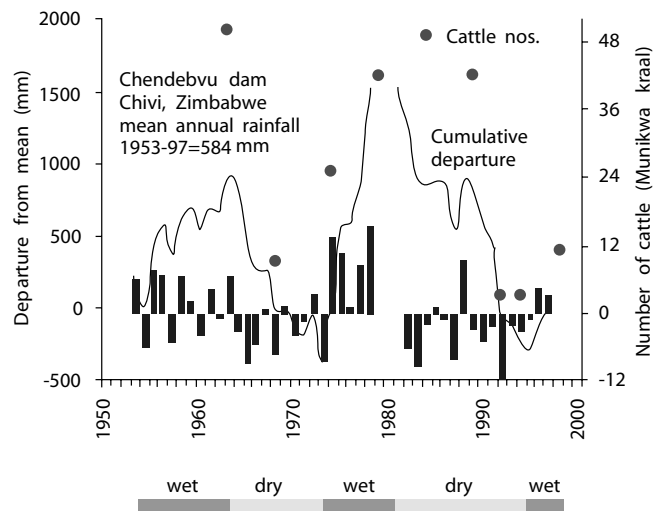 2000
1500
1000
500
0
-500
Departure from mean (mm)
Chendebvu dam
Chivi, Zimbabwe
mean annual rainfall
1953-97=584 mm
Cattle nos.
Cumulative
departure
48
36
24
12
0
-12
Number of cattle (Munikwa kraal)
1950
1960
1970
1980
1990
2000
wet
dry
wet
dry
wet